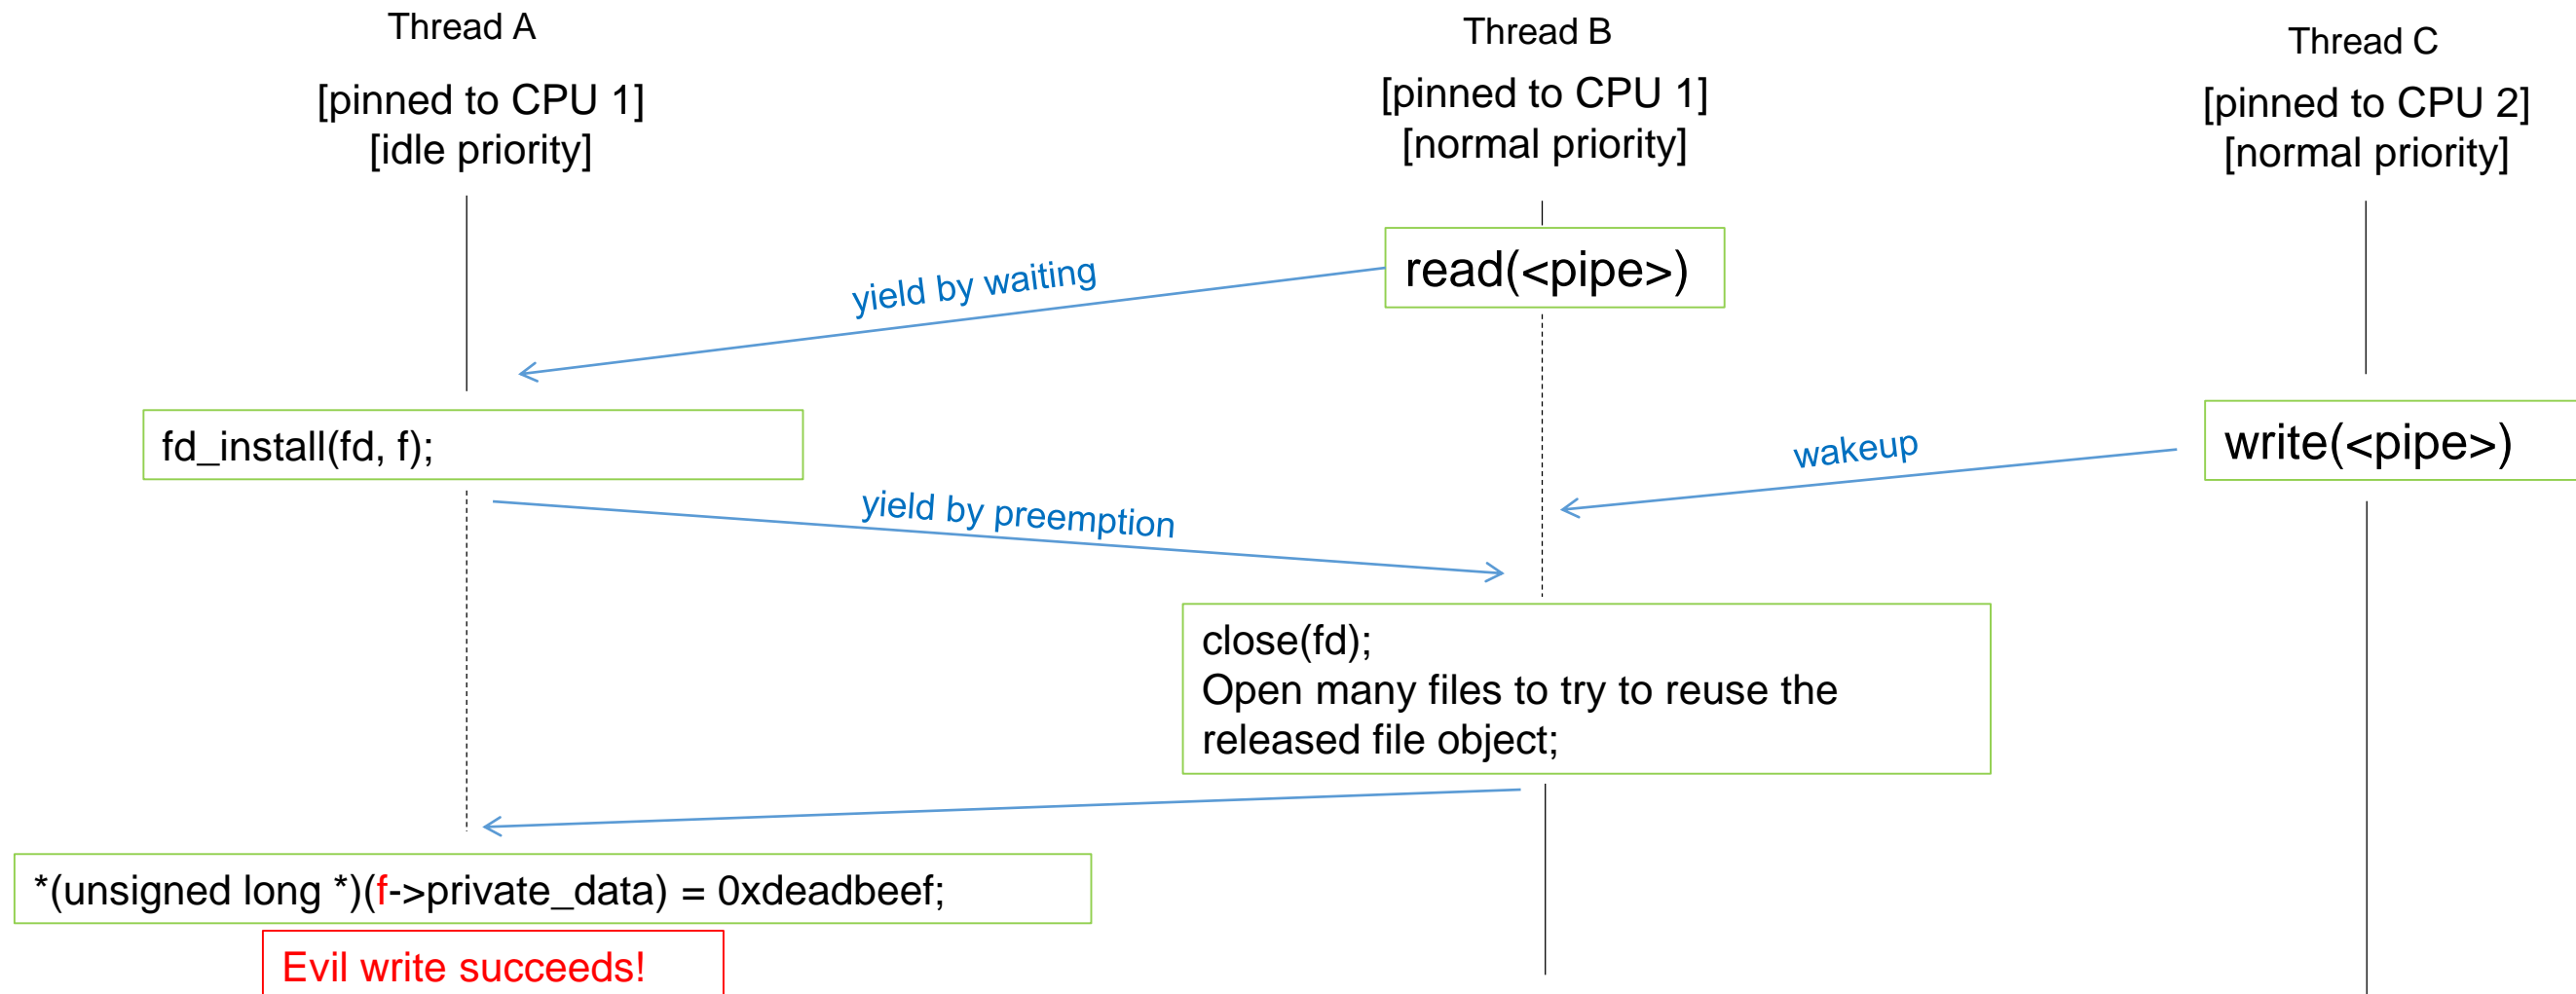 Thread A
[pinned to CPU 1]
[idle priority]
Thread B
[pinned to CPU 1]
[normal priority]
Thread C
[pinned to CPU 2]
[normal priority]
read(<pipe>)
yield by waiting
fd_install(fd, f);
wakeup
write(<pipe>)
yield by preemption
close(fd);
Open many files to try to reuse the
released file object;
*(unsigned long *)(f->private_data) = 0xdeadbeef;
Evil write succeeds!